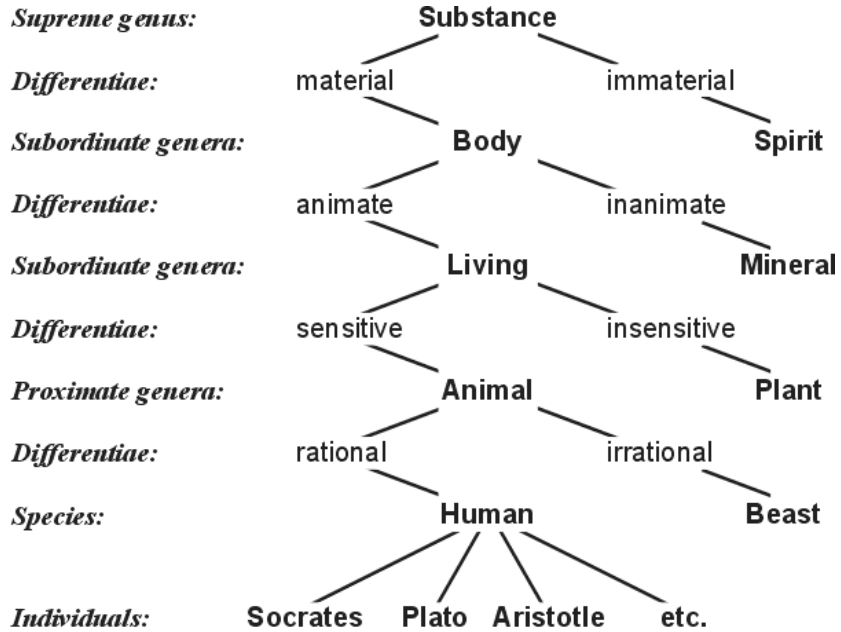 Supreme genus: Substance
Differentiae: material immaterial
Subordinate genera: Body Spirit
Differentiae: animate inanimate
Subordinate genera: Living Mineral
Differentiae: sensitive insensitive
Proximate genera: Animal Plant
Differentiae: rational irrational
Species: Human Beast
Individuals: Socrates Plato Aristotle etc.